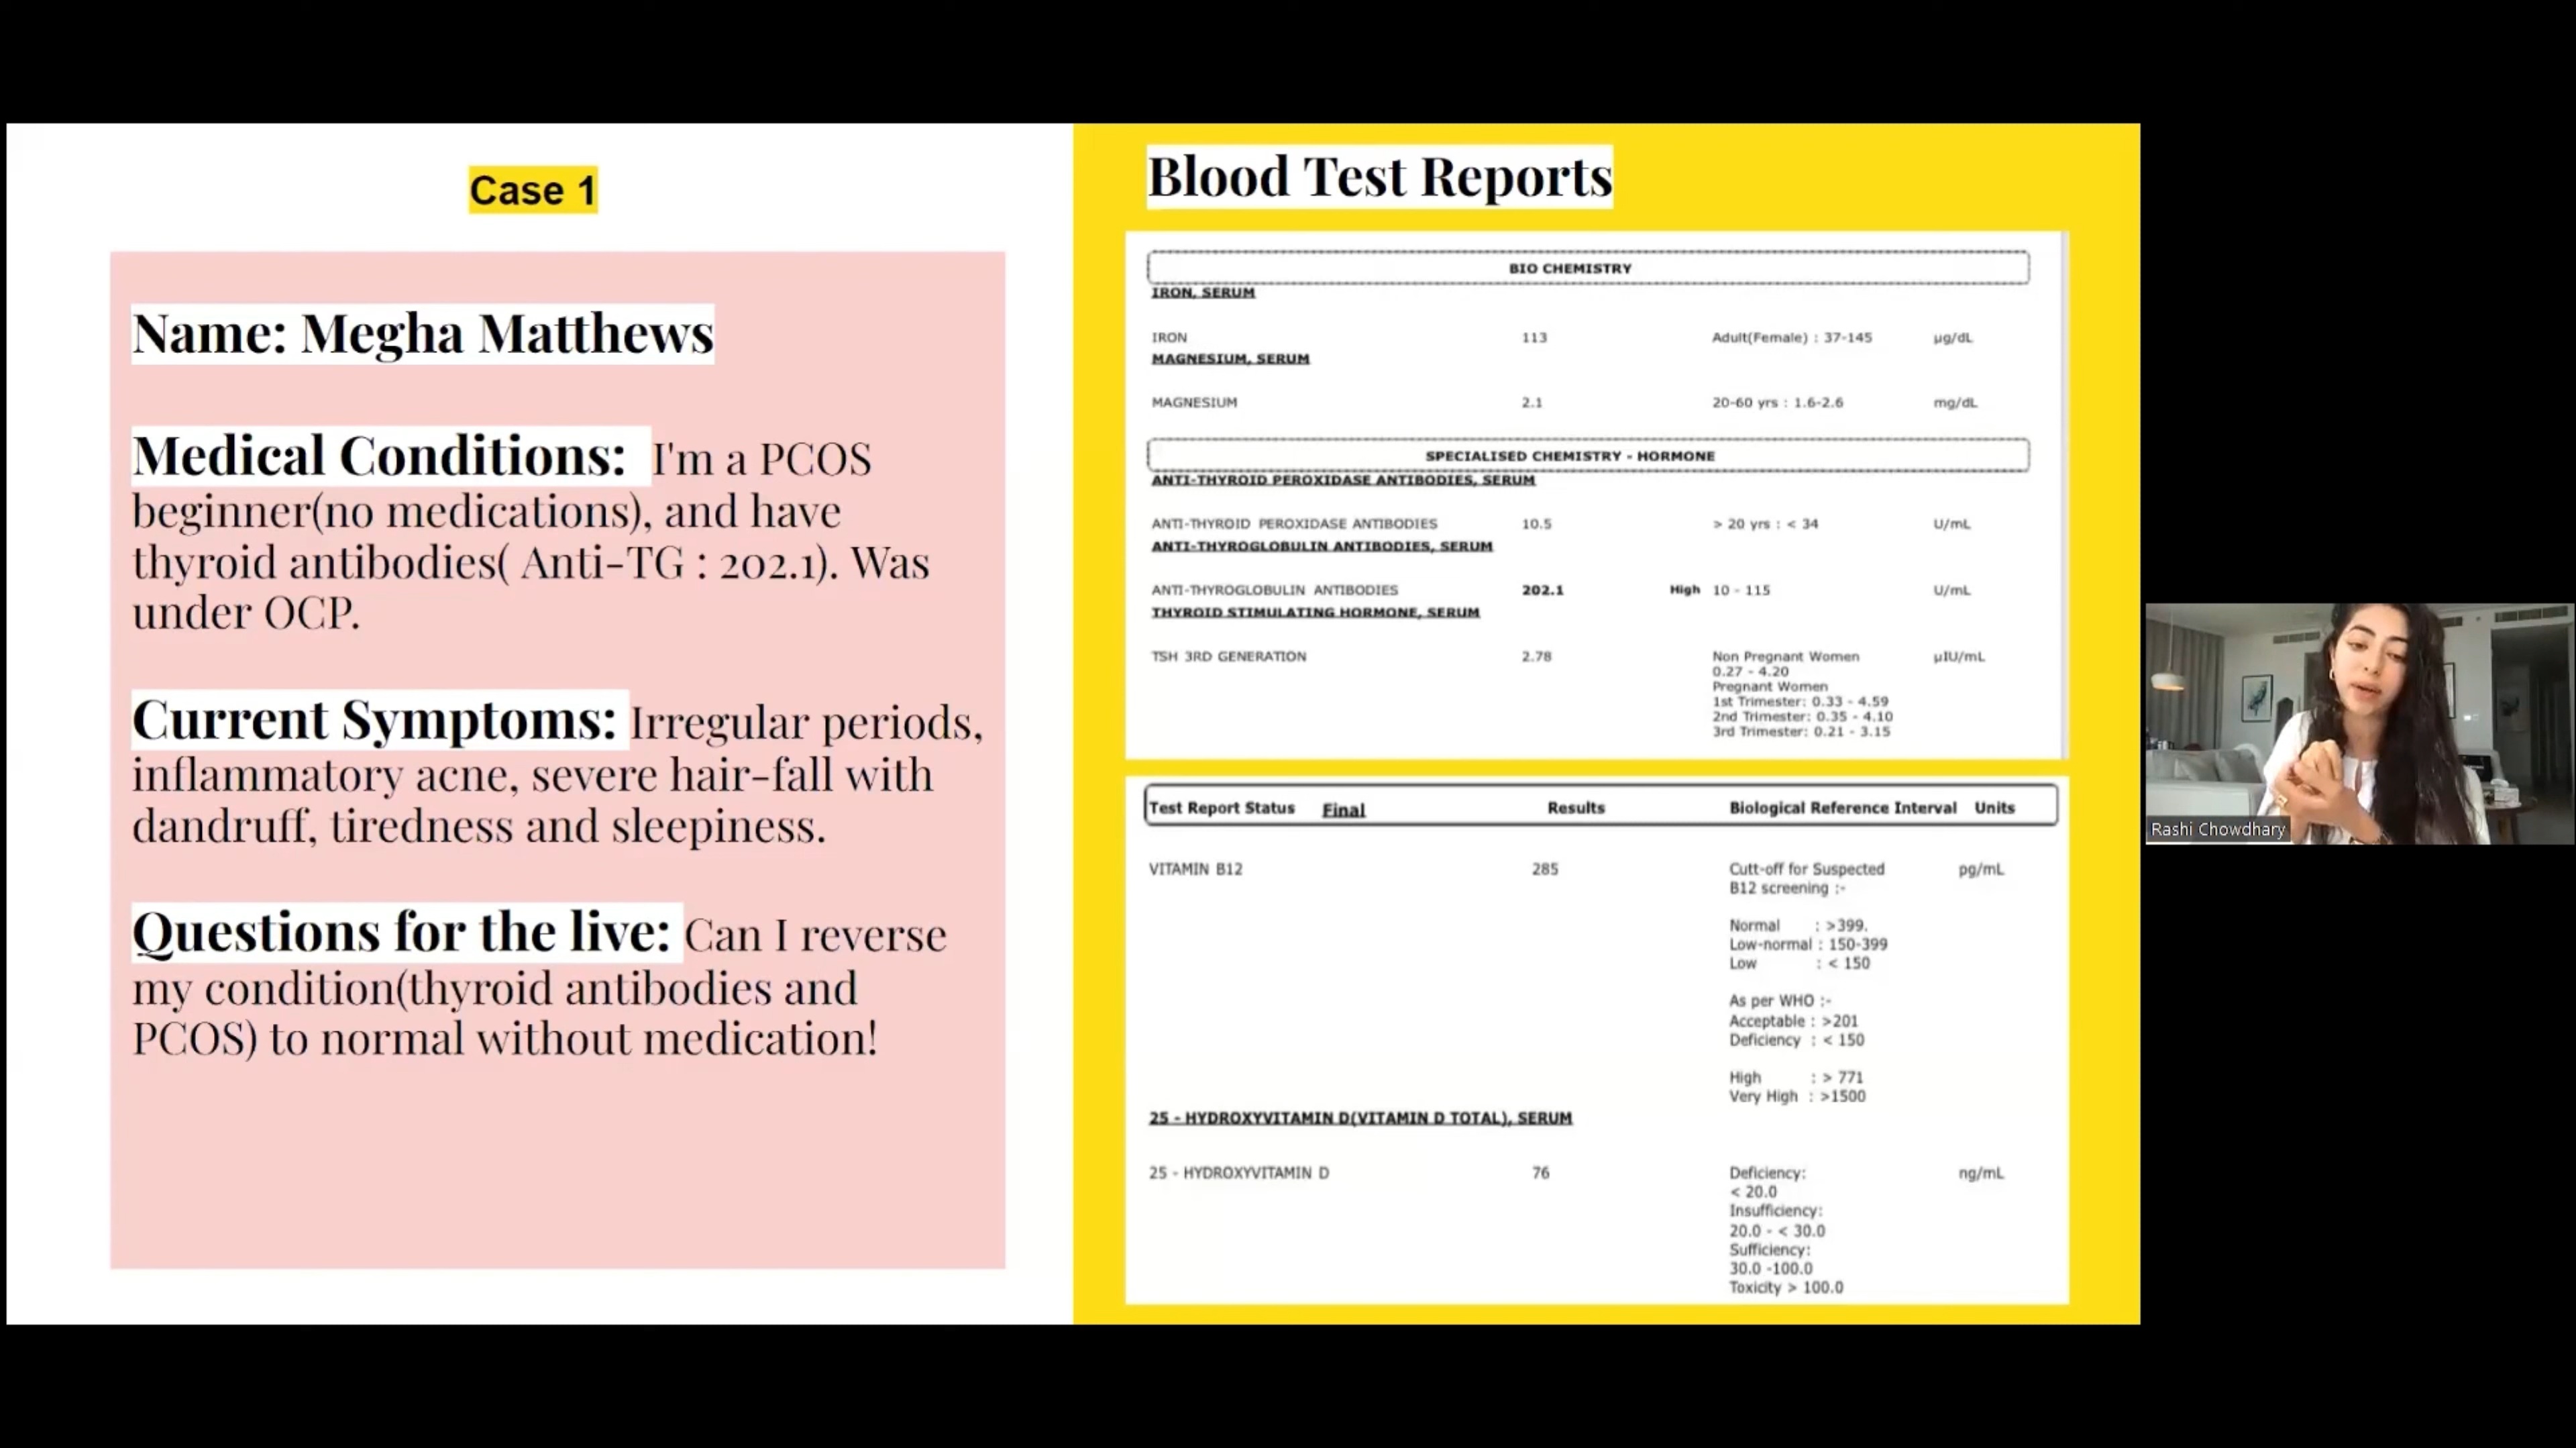 Case 1
Name: Megha Matthews
Medical Conditions: I'm a PCOS
beginner(no medications), and have
thyroid antibodies( Anti-TG : 202.1). Was
under OCP.
Current Symptoms: Irregular periods,
inflammatory acne, severe hair-fall with
dandruff, tiredness and sleepiness.
Questions for the live: Can I reverse
my condition(thyroid antibodies and
PCOS) to normal without medication!
Blood Test Reports
BIO CHEMISTRY
IRON, SERUM
IRON 113 Adult(Female) : 37-145 µg/dL
MAGNESIUM, SERUM
MAGNESIUM 2.1 20-60 yrs : 1.6-2.6 mg/dL
SPECIALISED CHEMISTRY - HORMONE
ANTI-THYROID PEROXIDASE ANTIBODIES, SERUM
ANTI-THYROID PEROXIDASE ANTIBODIES 10.5 > 20 yrs : < 34 U/mL
ANTI-THYROGLOBULIN ANTIBODIES, SERUM
ANTI-THYROGLOBULIN ANTIBODIES 202.1 High 10 - 115 U/mL
THYROID STIMULATING HORMONE, SERUM
TSH 3RD GENERATION 2.78 Non Pregnant Women µIU/mL
0.27 - 4.20
Pregnant Women
1st Trimester: 0.33 - 4.59
2nd Trimester: 0.35 - 4.10
3rd Trimester: 0.21 - 3.15
Test Report Status Final Results Biological Reference Interval Units
VITAMIN B12 285 Cutt-off for Suspected pg/mL
B12 screening :-
Normal : >399.
Low-normal : 150-399
Low : < 150
As per WHO :-
Acceptable : >201
Deficiency : < 150
High : > 771
Very High : >1500
25 - HYDROXYVITAMIN D(VITAMIN D TOTAL), SERUM
25 - HYDROXYVITAMIN D 76 Deficiency: ng/mL
< 20.0
Insufficiency:
20.0 - < 30.0
Sufficiency:
30.0 -100.0
Toxicity > 100.0
Rashi Chowdhary